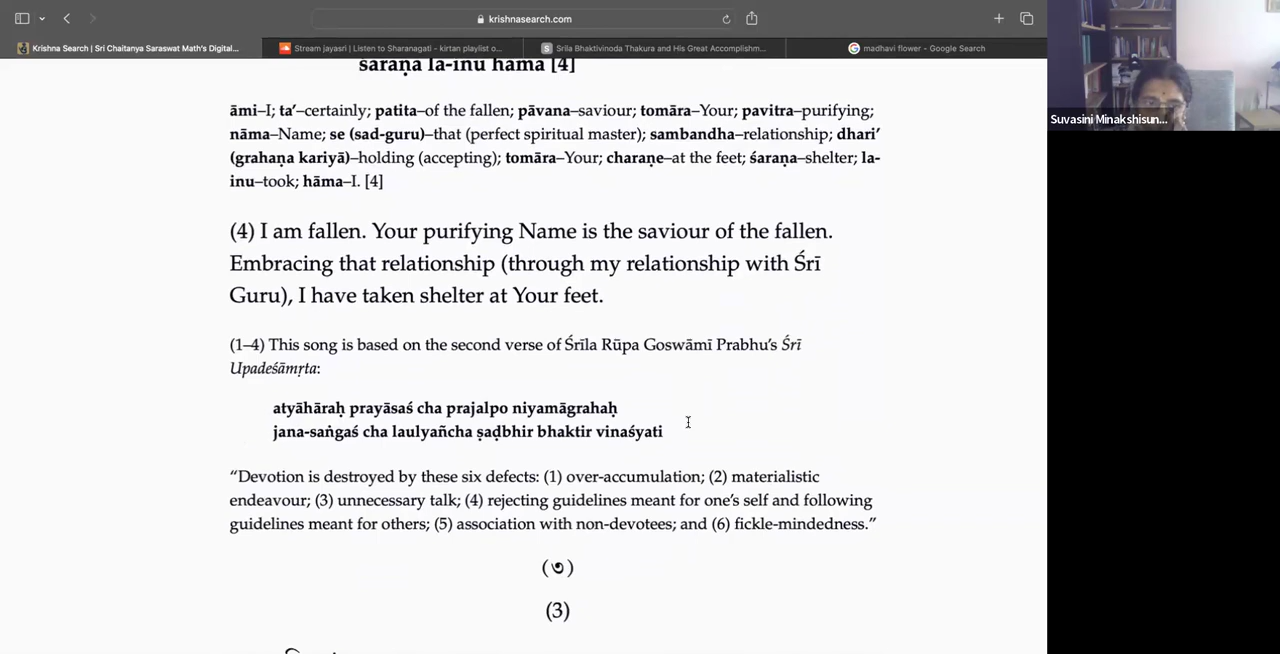 krishnasearch.com
Krishna Search | Sri Chaitanya Saraswat Math's Digital...
Stream jayasri | Listen to Sharanagati - kirtan playlist o...
S Srila Bhaktivinoda Thakura and His Great Accomplishm...
madhavi flower - Google Search
Suvasini Minakshisun...
śaraṇa la-inu hāma [4]
āmi–I; ta’–certainly; patita–of the fallen; pāvana–saviour; tomāra–Your; pavitra–purifying;
nāma–Name; se (sad-guru)–that (perfect spiritual master); sambandha–relationship; dhari’
(grahaṇa kariyā)–holding (accepting); tomāra–Your; charaṇe–at the feet; śaraṇa–shelter; la-
inu–took; hāma–I. [4]
(4) I am fallen. Your purifying Name is the saviour of the fallen.
Embracing that relationship (through my relationship with Śrī
Guru), I have taken shelter at Your feet.
(1–4) This song is based on the second verse of Śrīla Rūpa Goswāmī Prabhu’s Śrī
Upadeśāmṛta:
atyāhāraḥ prayāsaś cha prajalpo niyamāgrahaḥ
jana-saṅgaś cha laulyañcha ṣaḍbhir bhaktir vinaśyati
“Devotion is destroyed by these six defects: (1) over-accumulation; (2) materialistic
endeavour; (3) unnecessary talk; (4) rejecting guidelines meant for one’s self and following
guidelines meant for others; (5) association with non-devotees; and (6) fickle-mindedness.”
(৩)
(3)